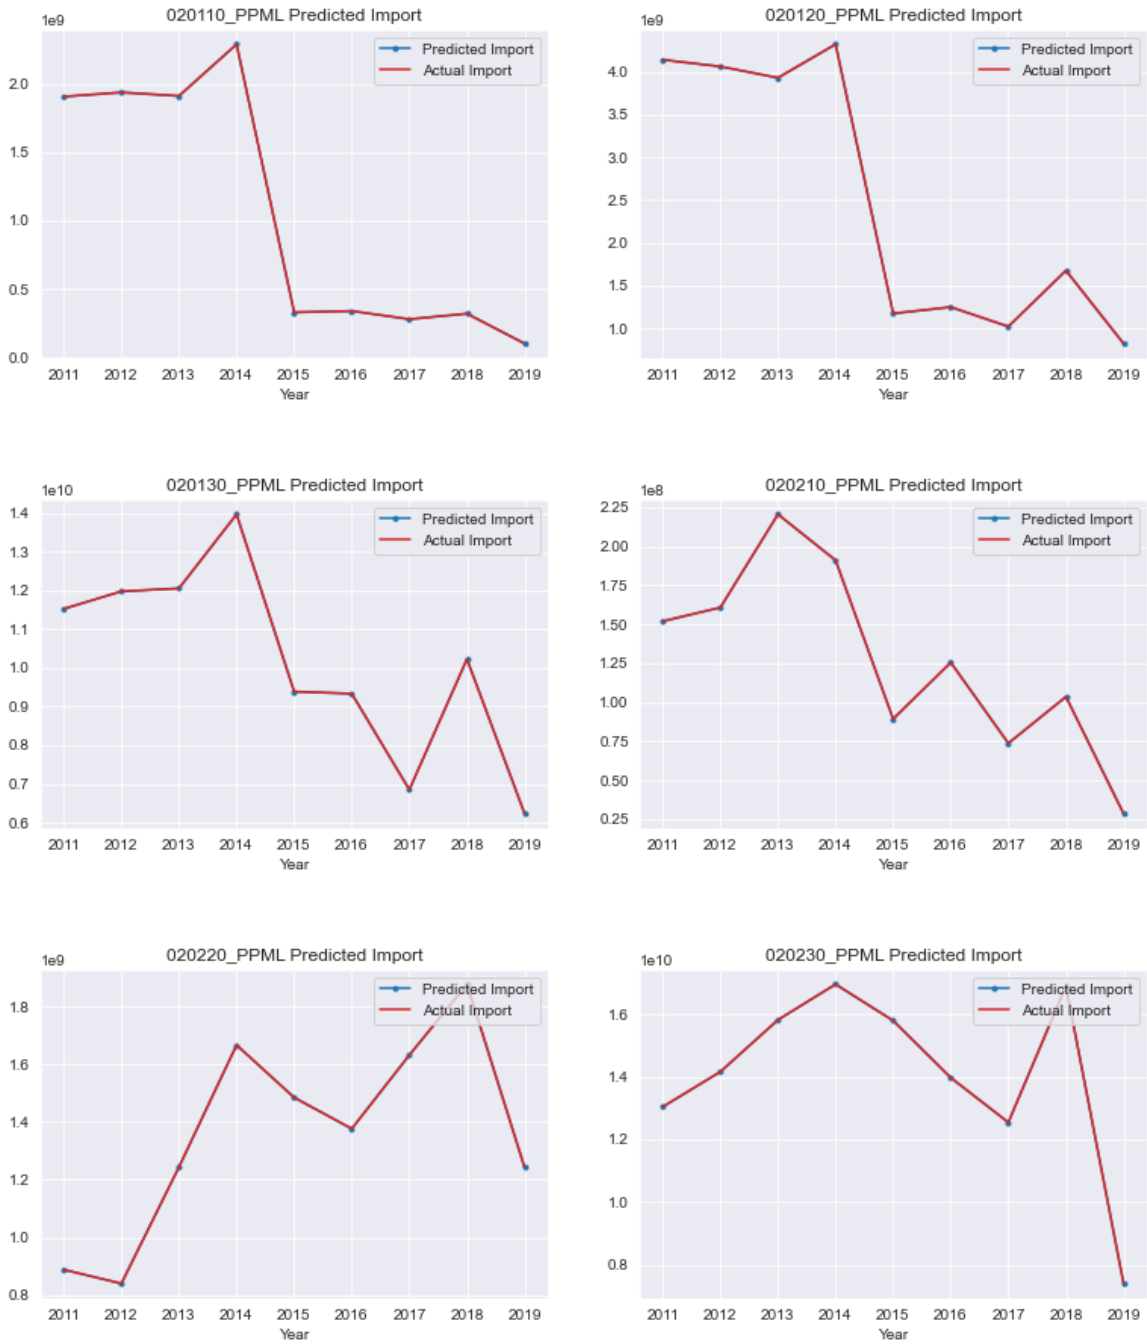 020110_PPML Predicted Import
1e9
Predicted Import
Actual Import
2.0
1.5
1.0
0.5
0.0
2011 2012 2013 2014 2015 2016 2017 2018 2019
Year
020120_PPML Predicted Import
1e9
Predicted Import
Actual Import
4.0
3.5
3.0
2.5
2.0
1.5
1.0
2011 2012 2013 2014 2015 2016 2017 2018 2019
Year
020130_PPML Predicted Import
1e10
Predicted Import
Actual Import
1.4
1.3
1.2
1.1
1.0
0.9
0.8
0.7
0.6
2011 2012 2013 2014 2015 2016 2017 2018 2019
Year
020210_PPML Predicted Import
1e8
Predicted Import
Actual Import
2.25
2.00
1.75
1.50
1.25
1.00
0.75
0.50
0.25
2011 2012 2013 2014 2015 2016 2017 2018 2019
Year
020220_PPML Predicted Import
1e9
Predicted Import
Actual Import
1.8
1.6
1.4
1.2
1.0
0.8
2011 2012 2013 2014 2015 2016 2017 2018 2019
Year
020230_PPML Predicted Import
1e10
Predicted Import
Actual Import
1.6
1.4
1.2
1.0
0.8
2011 2012 2013 2014 2015 2016 2017 2018 2019
Year